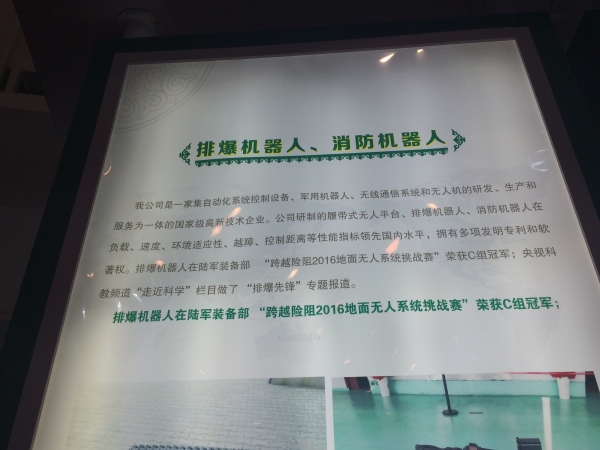 排爆机器人、消防机器人
我公司是一家集自动化系统控制设备、军用机器人、无线通信系统和无人机的研发、生产和
服务为一体的国家级高新技术企业。公司研制的履带式无人平台、排爆机器人、消防机器人在
负载、速度、环境适应性、越障、控制距离等性能指标领先国内水平，拥有多项发明专利和软
著权。排爆机器人在陆军装备部 “跨越险阻2016地面无人系统挑战赛”荣获C组冠军；央视科
教频道“走近科学”栏目做了“排爆先锋”专题报道。
排爆机器人在陆军装备部 “跨越险阻2016地面无人系统挑战赛”荣获C组冠军；